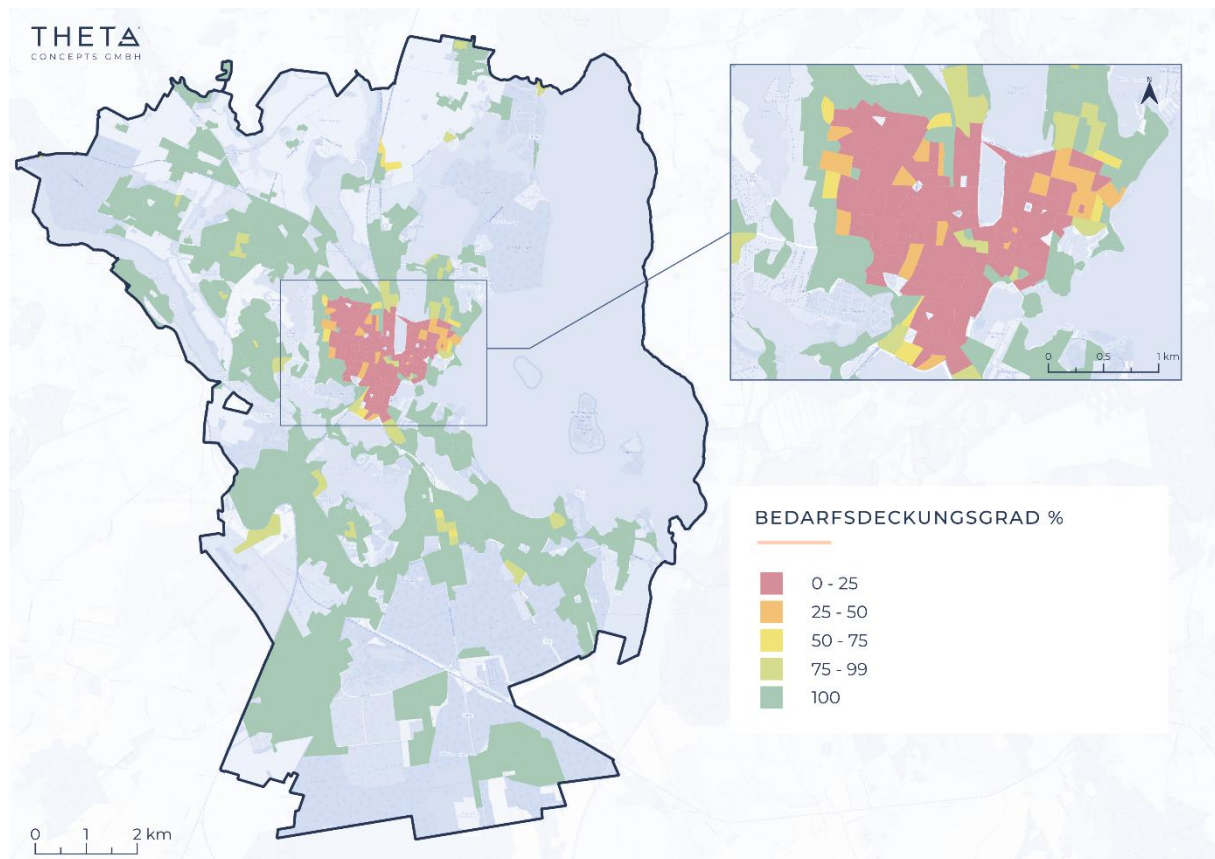 THETA
CONCEPTS GMBH
N
0 0,5 1 km
BEDARFSDECKUNGSGRAD %
0 - 25
25 - 50
50 - 75
75 - 99
100
0 1 2 km